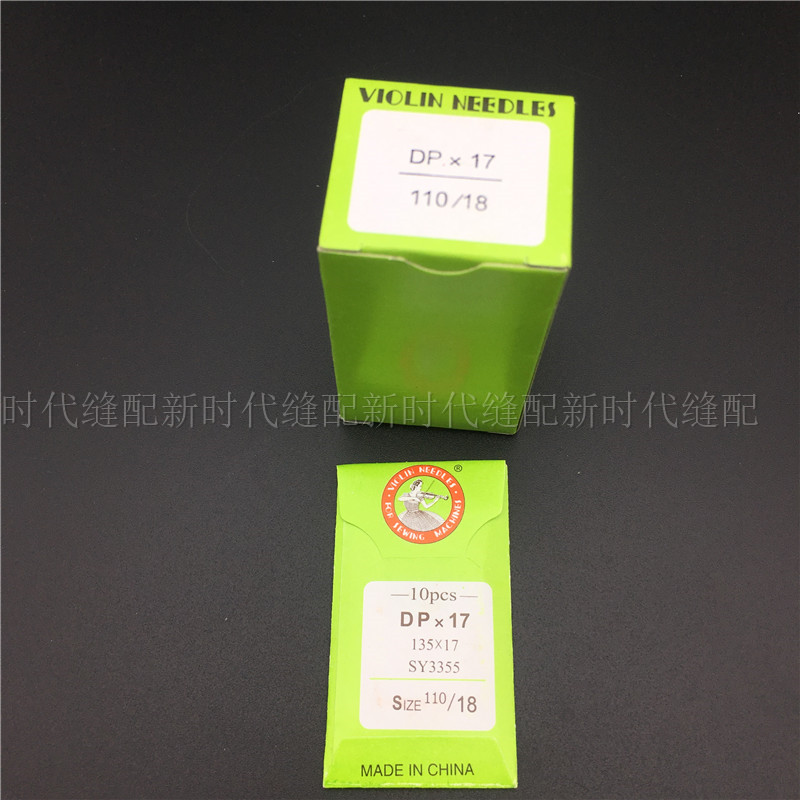 VIOLIN NEEDLES
DP × 17
110/18
时代缝配新时代缝配新时代缝配新时代缝配
VIOLIN NEEDLES
®
FOR SEWING MACHINES
—10pcs—
DP × 17
135×17
SY3355
SIZE 110/18
MADE IN CHINA